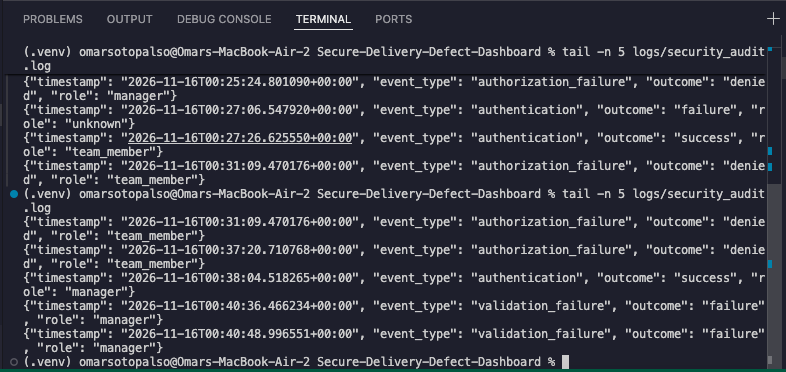 PROBLEMS OUTPUT DEBUG CONSOLE TERMINAL PORTS
(.venv) omarsotopalso@Omars-MacBook-Air-2 Secure-Delivery-Defect-Dashboard % tail -n 5 logs/security_audit
.log
{"timestamp": "2026-11-16T00:25:24.801090+00:00", "event_type": "authorization_failure", "outcome": "denie
d", "role": "manager"}
{"timestamp": "2026-11-16T00:27:06.547920+00:00", "event_type": "authentication", "outcome": "failure", "r
ole": "unknown"}
{"timestamp": "2026-11-16T00:27:26.625550+00:00", "event_type": "authentication", "outcome": "success", "r
ole": "team_member"}
{"timestamp": "2026-11-16T00:31:09.470176+00:00", "event_type": "authorization_failure", "outcome": "denie
d", "role": "team_member"}
(.venv) omarsotopalso@Omars-MacBook-Air-2 Secure-Delivery-Defect-Dashboard % tail -n 5 logs/security_audit
.log
{"timestamp": "2026-11-16T00:31:09.470176+00:00", "event_type": "authorization_failure", "outcome": "denie
d", "role": "team_member"}
{"timestamp": "2026-11-16T00:37:20.710768+00:00", "event_type": "authorization_failure", "outcome": "denie
d", "role": "team_member"}
{"timestamp": "2026-11-16T00:38:04.518265+00:00", "event_type": "authentication", "outcome": "success", "r
ole": "manager"}
{"timestamp": "2026-11-16T00:40:36.466234+00:00", "event_type": "validation_failure", "outcome": "failure"
, "role": "manager"}
{"timestamp": "2026-11-16T00:40:48.996551+00:00", "event_type": "validation_failure", "outcome": "failure"
, "role": "manager"}
(.venv) omarsotopalso@Omars-MacBook-Air-2 Secure-Delivery-Defect-Dashboard %